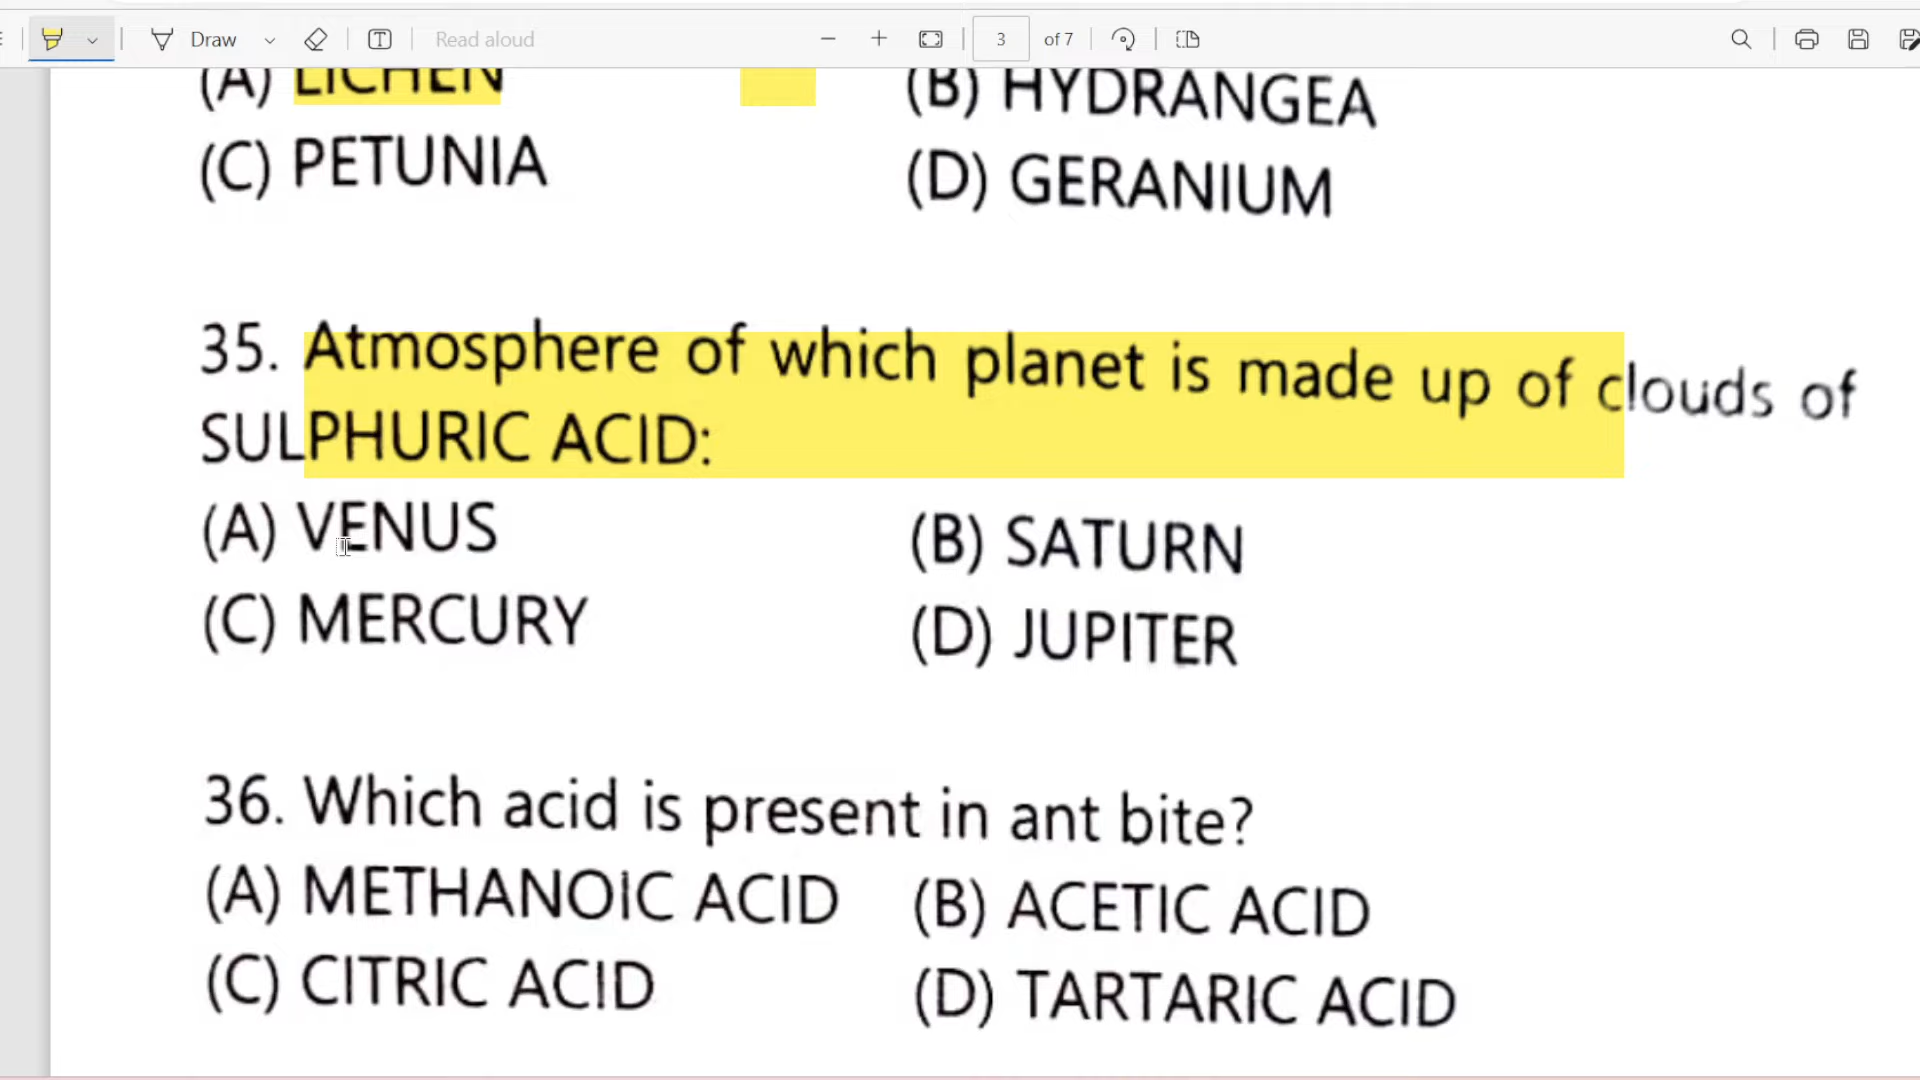 Draw
Read aloud
3 of 7
(A) LICHEN (B) HYDRANGEA
(C) PETUNIA (D) GERANIUM
35. Atmosphere of which planet is made up of clouds of
SULPHURIC ACID:
(A) VENUS (B) SATURN
(C) MERCURY (D) JUPITER
36. Which acid is present in ant bite?
(A) METHANOIC ACID (B) ACETIC ACID
(C) CITRIC ACID (D) TARTARIC ACID